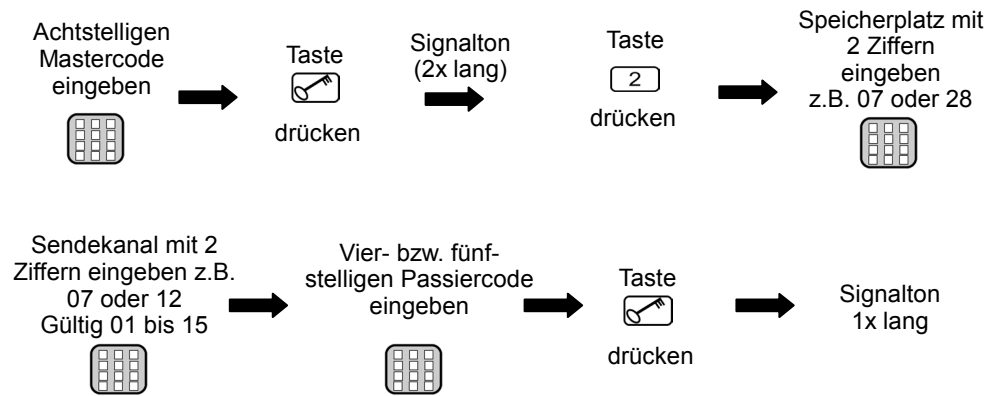 Achtstelligen
Mastercode
eingeben
Taste
drücken
Signalton
(2x lang)
Taste
2
drücken
Speicherplatz mit
2 Ziffern
eingeben
z.B. 07 oder 28
Sendekanal mit 2
Ziffern eingeben z.B.
07 oder 12
Gültig 01 bis 15
Vier- bzw. fünf-
stelligen Passiercode
eingeben
Taste
drücken
Signalton
1x lang